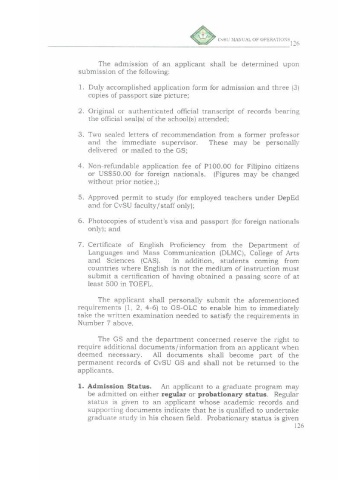 CvSU MANUAL OF OPERATIONS 126
The admission of an applicant shall be determined upon
submission of the following:
1. Duly accomplished application form for admission and three (3)
copies of passport size picture;
2. Original or authenticated official transcript of records bearing
the official seal(s) of the school(s) attended;
3. Two sealed letters of recommendation from a former professor
and the immediate supervisor. These may be personally
delivered or mailed to the GS;
4. Non-refundable application fee of P100.00 for Filipino citizens
or US$50.00 for foreign nationals. (Figures may be changed
without prior notice.);
5. Approved permit to study (for employed teachers under DepEd
and for CvSU faculty/staff only);
6. Photocopies of student's visa and passport (for foreign nationals
only); and
7. Certificate of English Proficiency from the Department of
Languages and Mass Communication (DLMC), College of Arts
and Sciences (CAS). In addition, students coming from
countries where English is not the medium of instruction must
submit a certification of having obtained a passing score of at
least 500 in TOEFL.
The applicant shall personally submit the aforementioned
requirements (1, 2, 4-6) to GS-OLC to enable him to immediately
take the written examination needed to satisfy the requirements in
Number 7 above.
The GS and the department concerned reserve the right to
require additional documents/information from an applicant when
deemed necessary. All documents shall become part of the
permanent records of CvSU GS and shall not be returned to the
applicants.
1. Admission Status. An applicant to a graduate program may
be admitted on either regular or probationary status. Regular
status is given to an applicant whose academic records and
supporting documents indicate that he is qualified to undertake
graduate study in his chosen field. Probationary status is given
126